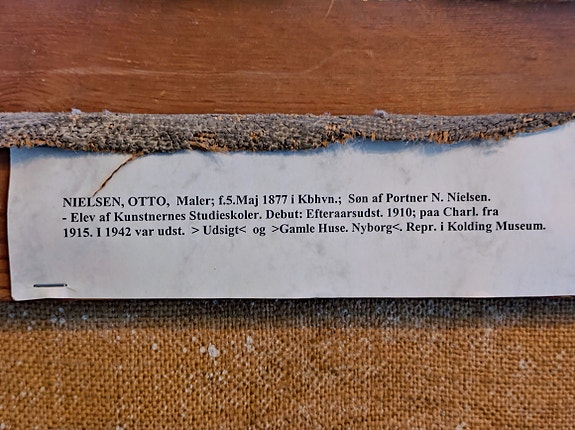 NIELSEN, OTTO, Maler; f.5.Maj 1877 i Kbhvn.; Søn af Portner N. Nielsen.
- Elev af Kunstnernes Studieskoler. Debut: Efteraarsudst. 1910; paa Charl. fra
1915. I 1942 var udst. > Udsigt< og >Gamle Huse. Nyborg<. Repr. i Kolding Museum.